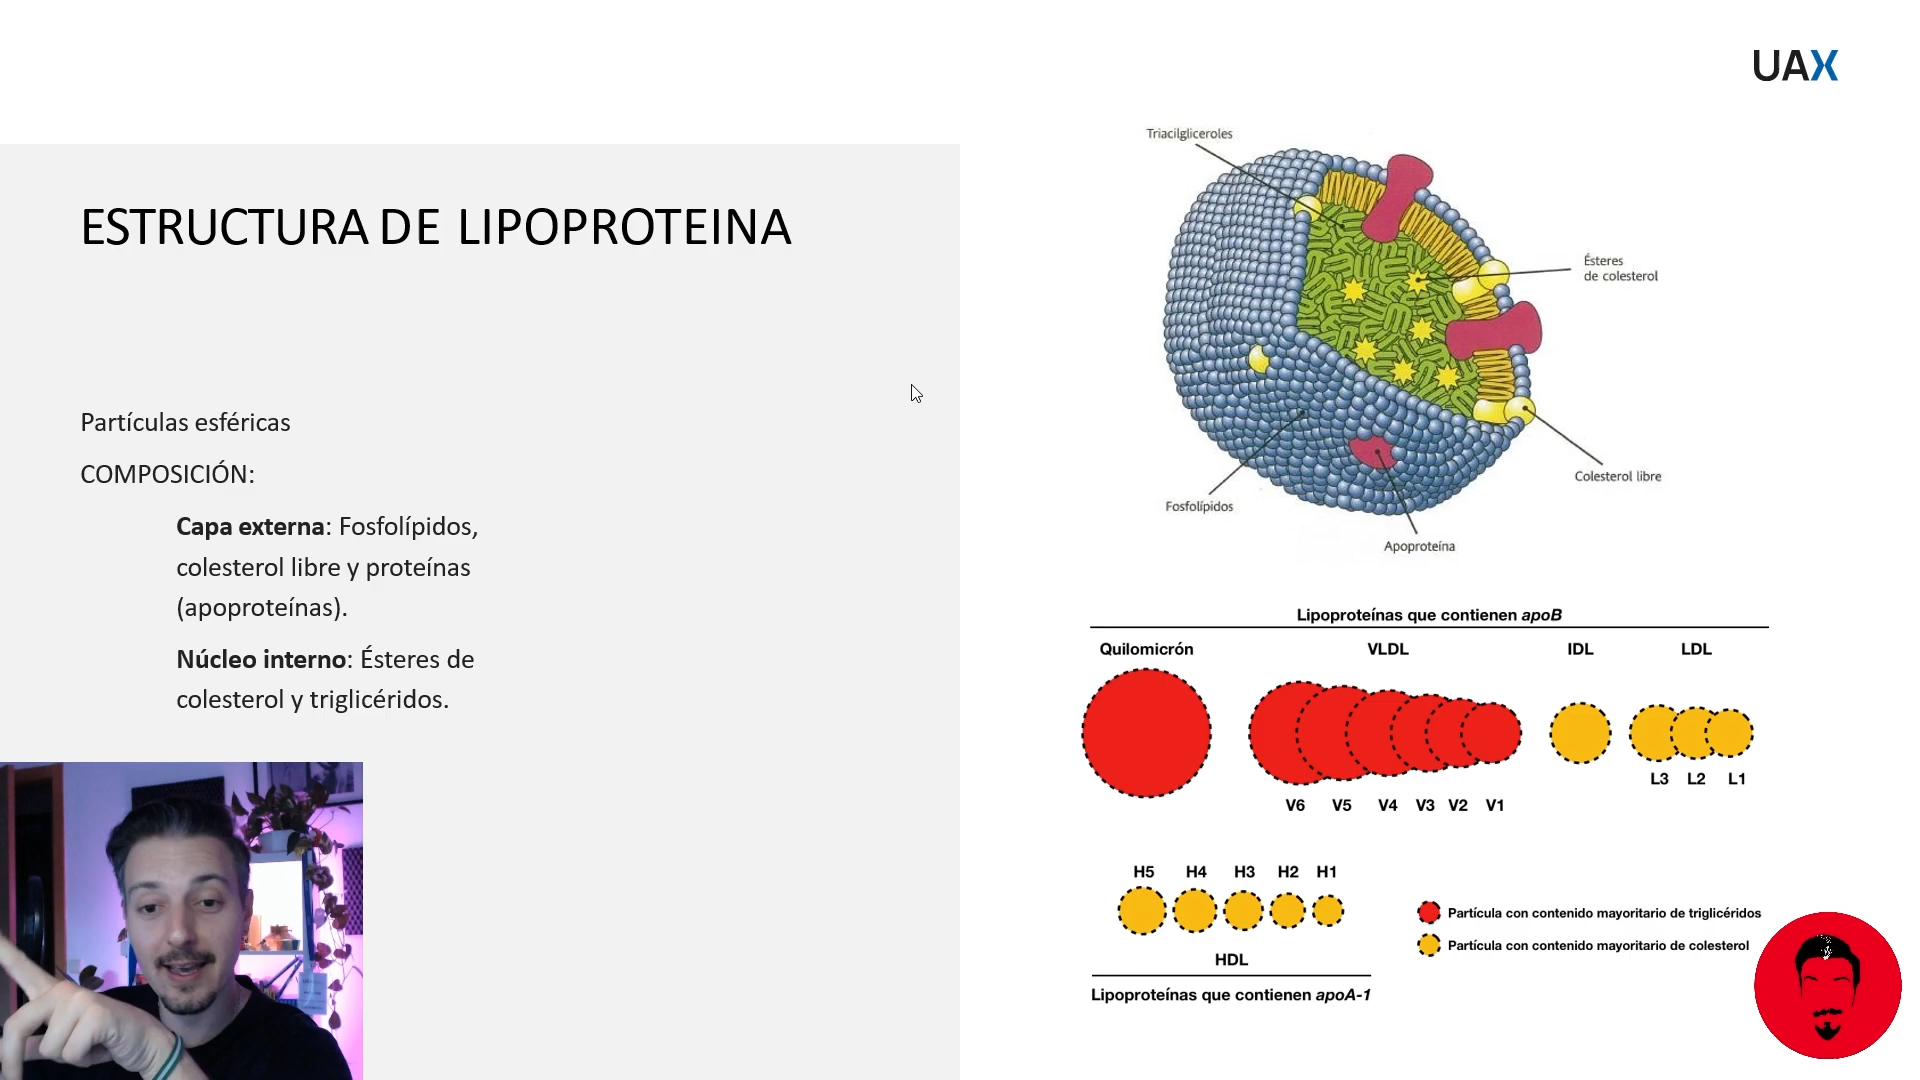 UAX
ESTRUCTURA DE LIPOPROTEINA
Partículas esféricas
COMPOSICIÓN:
Capa externa: Fosfolípidos,
colesterol libre y proteínas
(apoproteínas).
Núcleo interno: Ésteres de
colesterol y triglicéridos.
Triacilgliceroles
Ésteres
de colesterol
Colesterol libre
Fosfolípidos
Apoproteína
Lipoproteínas que contienen apoB
Quilomicrón VLDL IDL LDL
L3 L2 L1
V6 V5 V4 V3 V2 V1
H5 H4 H3 H2 H1
Partícula con contenido mayoritario de triglicéridos
Partícula con contenido mayoritario de colesterol
HDL
Lipoproteínas que contienen apoA-1